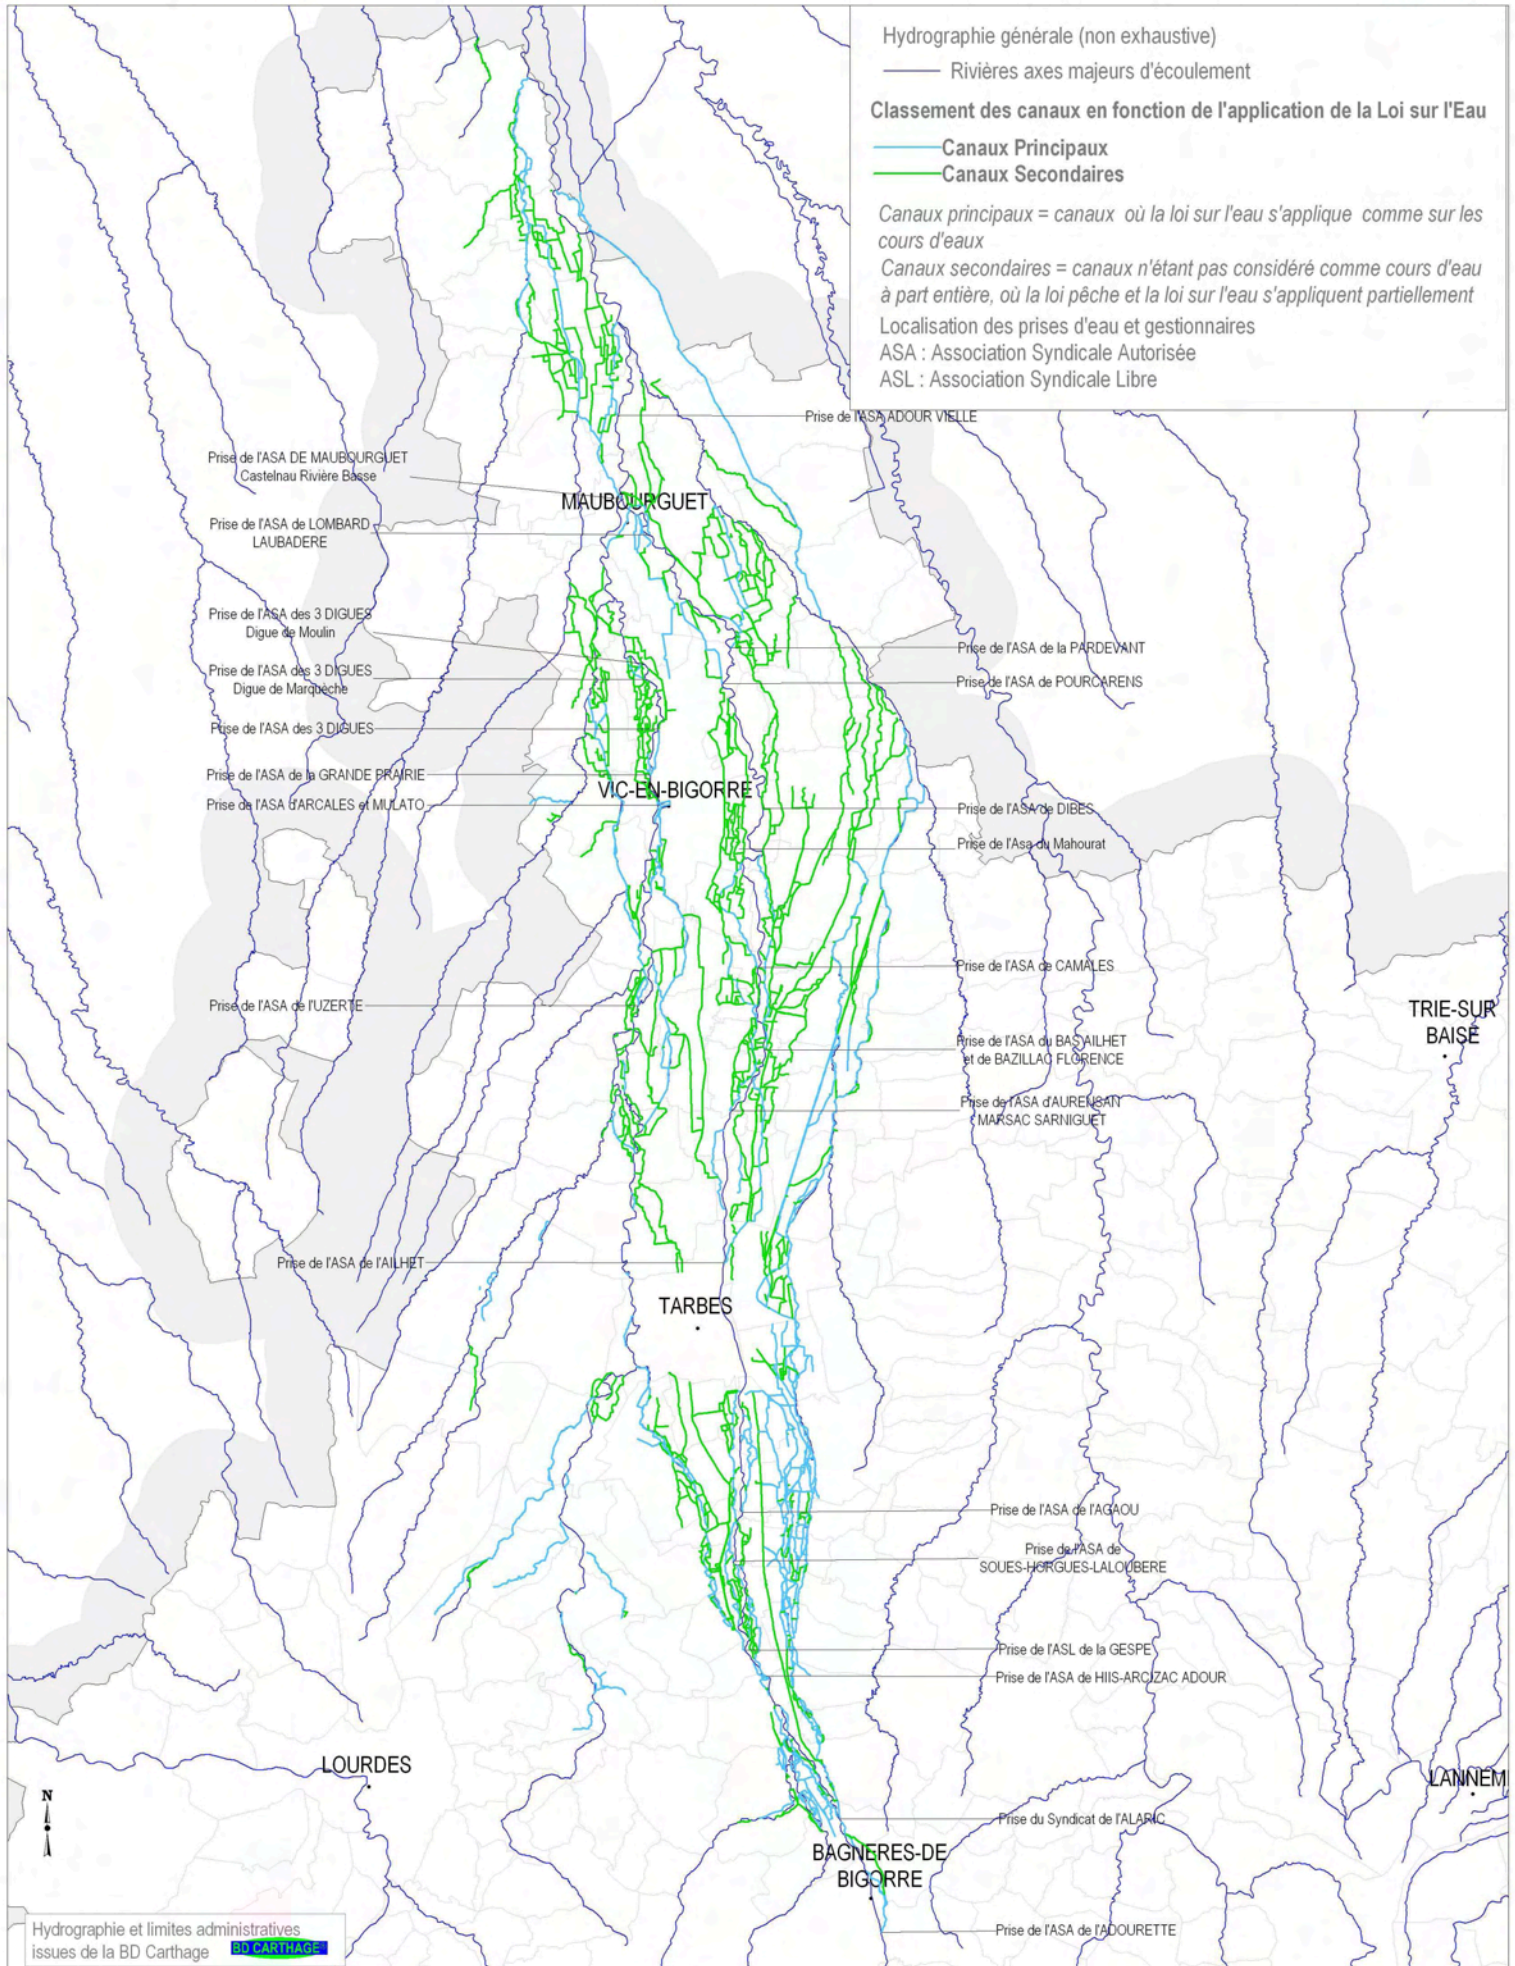 Hydrographie générale (non exhaustive)
Rivières axes majeurs d'écoulement
Classement des canaux en fonction de l'application de la Loi sur l'Eau
Canaux Principaux
Canaux Secondaires
Canaux principaux = canaux où la loi sur l'eau s'applique comme sur les
cours d'eaux
Canaux secondaires = canaux n'étant pas considéré comme cours d'eau
à part entière, où la loi pêche et la loi sur l'eau s'appliquent partiellement
Localisation des prises d'eau et gestionnaires
ASA : Association Syndicale Autorisée
ASL : Association Syndicale Libre
Prise de l'ASA ADOUR VIELLE
Prise de l'ASA DE MAUBOURGUET
Castelnau Rivière Basse
MAUBOURGUET
Prise de l'ASA de LOMBARD
LAUBADERE
Prise de l'ASA des 3 DIGUES
Digue de Moulin
Prise de l'ASA de la PARDEVANT
Prise de l'ASA des 3 DIGUES
Digue de Marquèche
Prise de l'ASA de POURCARENS
Prise de l'ASA des 3 DIGUES
Prise de l'ASA de la GRANDE PRAIRIE
VIC-EN-BIGORRE
Prise de l'ASA d'ARCALES et MULATO
Prise de l'ASA de DIBES
Prise de l'Asa du Mahourat
Prise de l'ASA de CAMALES
Prise de l'ASA de l'UZERTE
TRIE-SUR
BAISE
Prise de l'ASA du BAS AILHET
et de BAZILLAC FLORENCE
Prise de l'ASA d'AURENSAN
MARSAC SARNIGUET
Prise de l'ASA de l'AILHET
TARBES
Prise de l'ASA de l'AGAOU
Prise de l'ASA de
SOUES-HORGUES-LALOUBERE
Prise de l'ASL de la GESPE
Prise de l'ASA de HIIS-ARCIZAC ADOUR
LOURDES
LANNEM
N
Prise du Syndicat de l'ALARIC
BAGNERES-DE
BIGORRE
Prise de l'ASA de l'ADOURETTE
Hydrographie et limites administratives
issues de la BD Carthage
BD CARTHAGE®